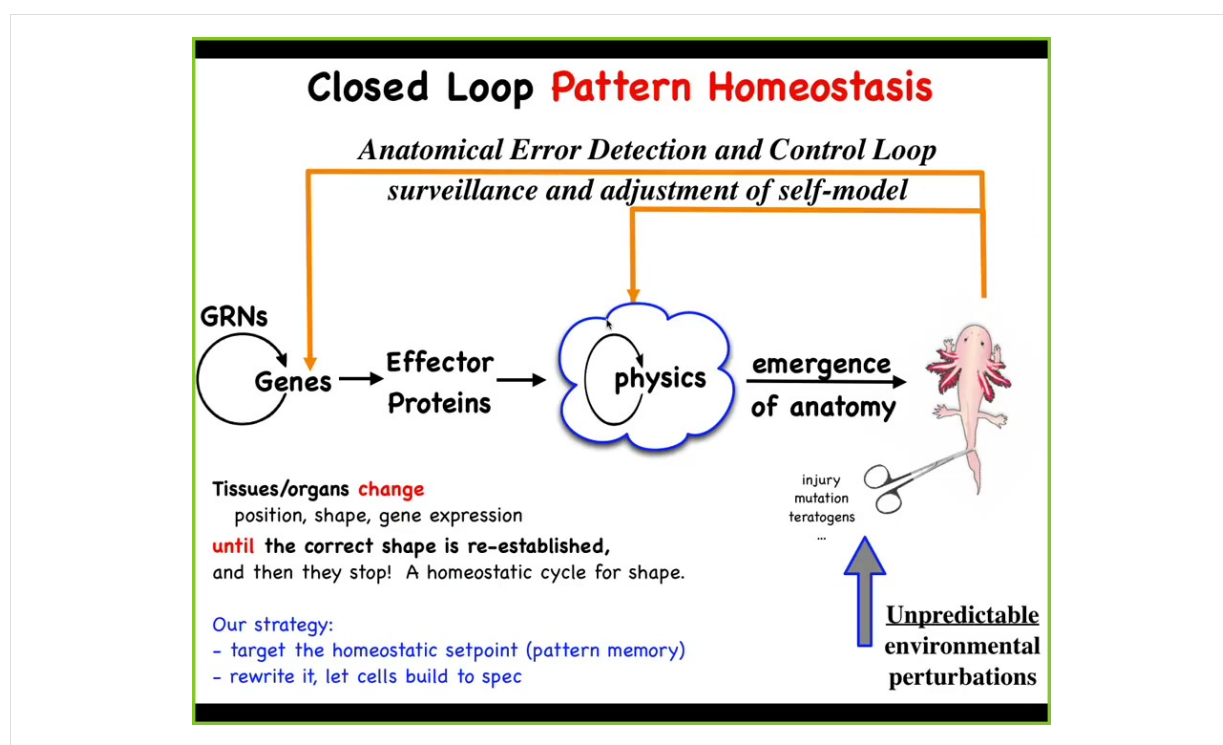 Closed Loop Pattern Homeostasis
Anatomical Error Detection and Control Loop
surveillance and adjustment of self-model
GRNs
Genes
Effector
Proteins
physics
emergence
of anatomy
Tissues/organs change
position, shape, gene expression
until the correct shape is re-established,
and then they stop! A homeostatic cycle for shape.
Our strategy:
- target the homeostatic setpoint (pattern memory)
- rewrite it, let cells build to spec
injury
mutation
teratogens
...
Unpredictable
environmental
perturbations